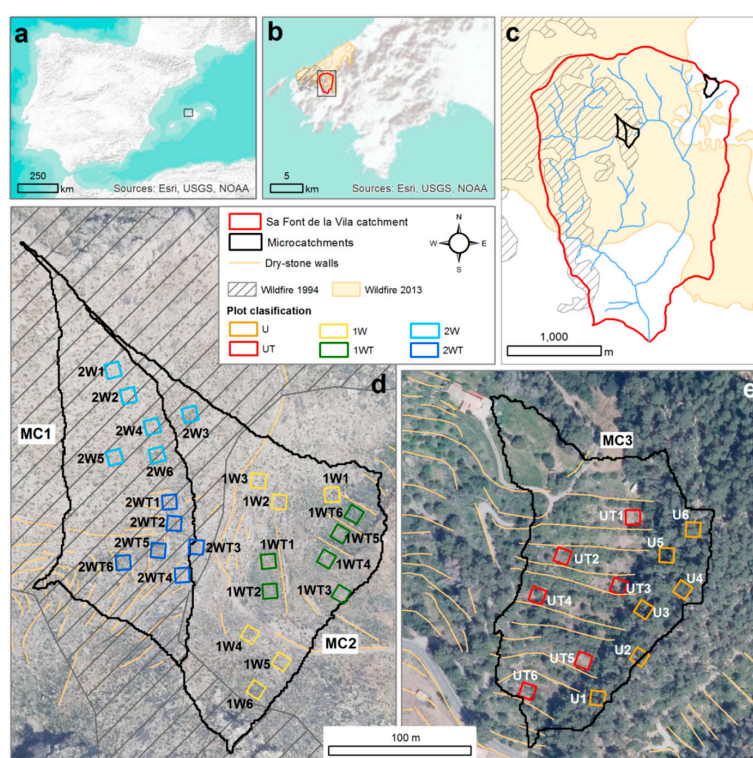 a
250
km
Sources: Esri, USGS, NOAA
b
5
km
Sources: Esri, USGS, NOAA
c
1,000
m
Sa Font de la Vila catchment
Microcatchments
Dry-stone walls
N
W
E
S
Wildfire 1994
Wildfire 2013
Plot clasification
U
1W
2W
UT
1WT
2WT
d
MC1
2W1
2W2
2W4
2W3
2W5
2W6
2WT1
2WT2
2WT5
2WT3
2WT6
2WT4
1W3
1W1
1W2
1WT6
1WT5
1WT1
1WT4
1WT2
1WT3
1W4
MC2
1W5
1W6
100 m
e
MC3
UT1
U6
UT2
U5
UT3
U4
UT4
U3
U2
UT5
UT6
U1